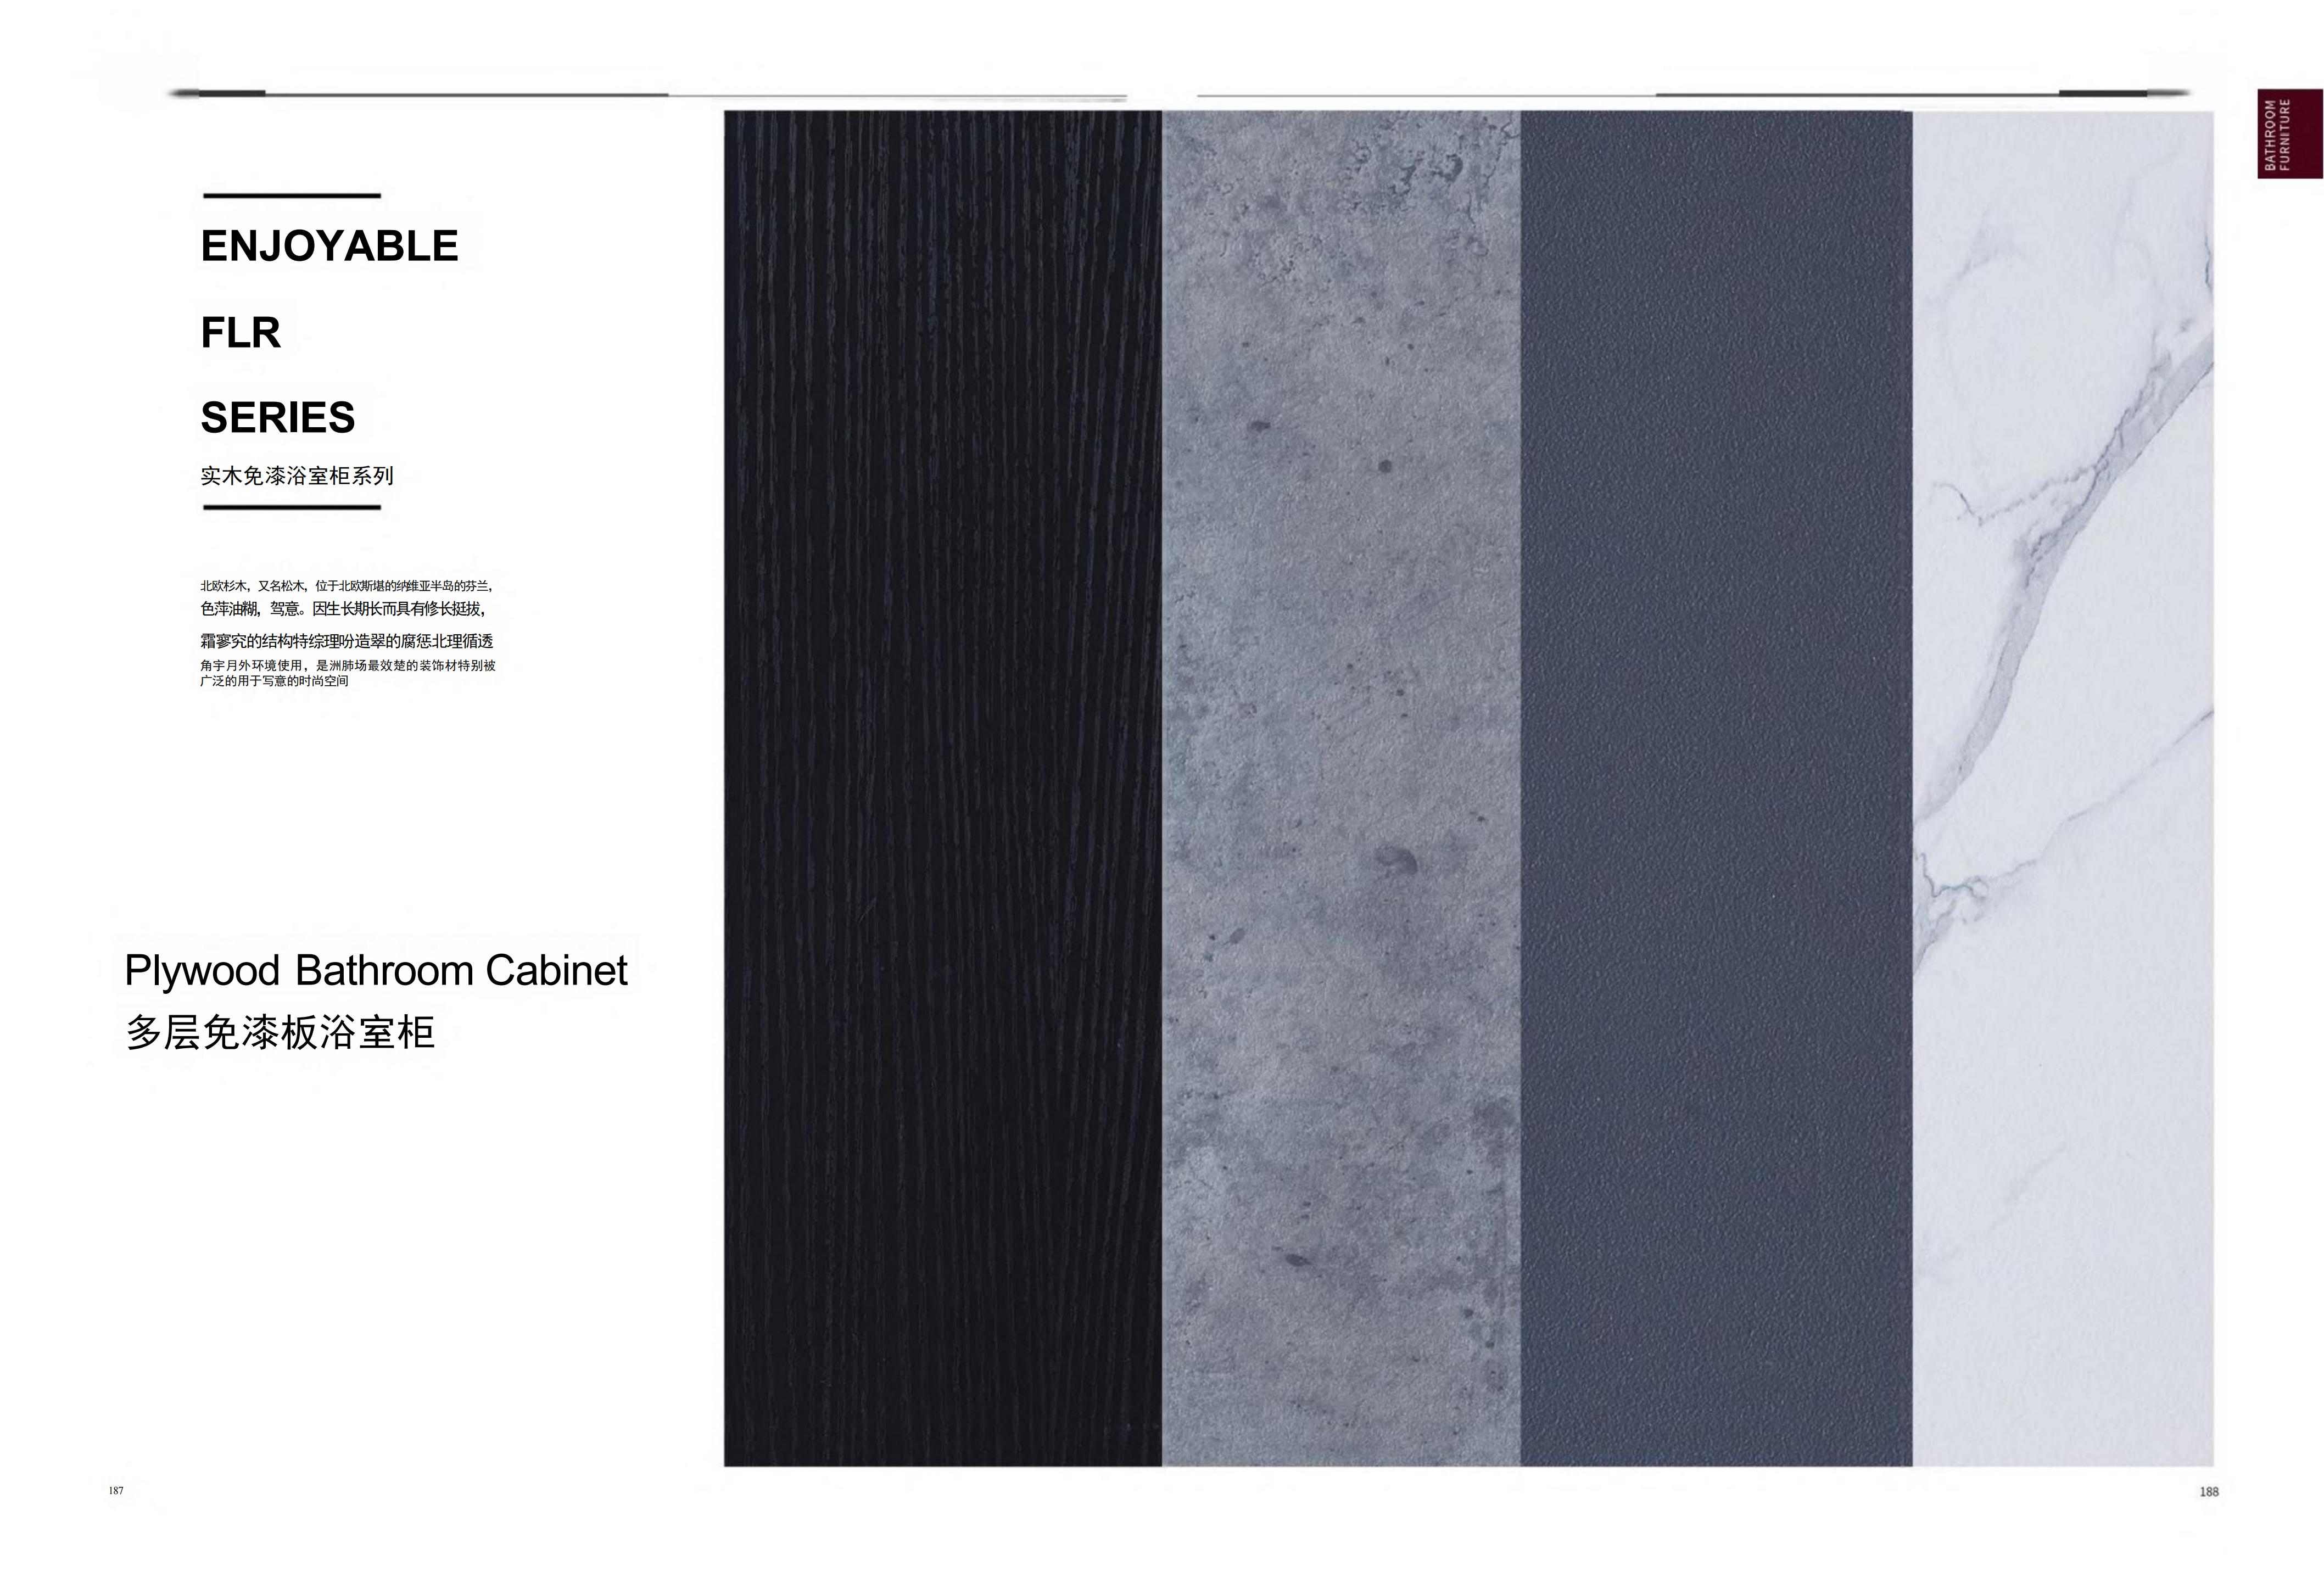 BATHROOM
FURNITURE
ENJOYABLE
FLR
SERIES
实木免漆浴室柜系列
北欧杉木，又名松木，位于北欧斯堪的纳维亚半岛的芬兰，
色萍油糊，驾意。因生长期长而具有修长挺拔，
霜寥究的结构特综理吩造翠的腐惩北理循透
角宇月外环境使用，是洲肺场最效楚的装饰材特别被
广泛的用于写意的时尚空间
Plywood Bathroom Cabinet
多层免漆板浴室柜
187
188